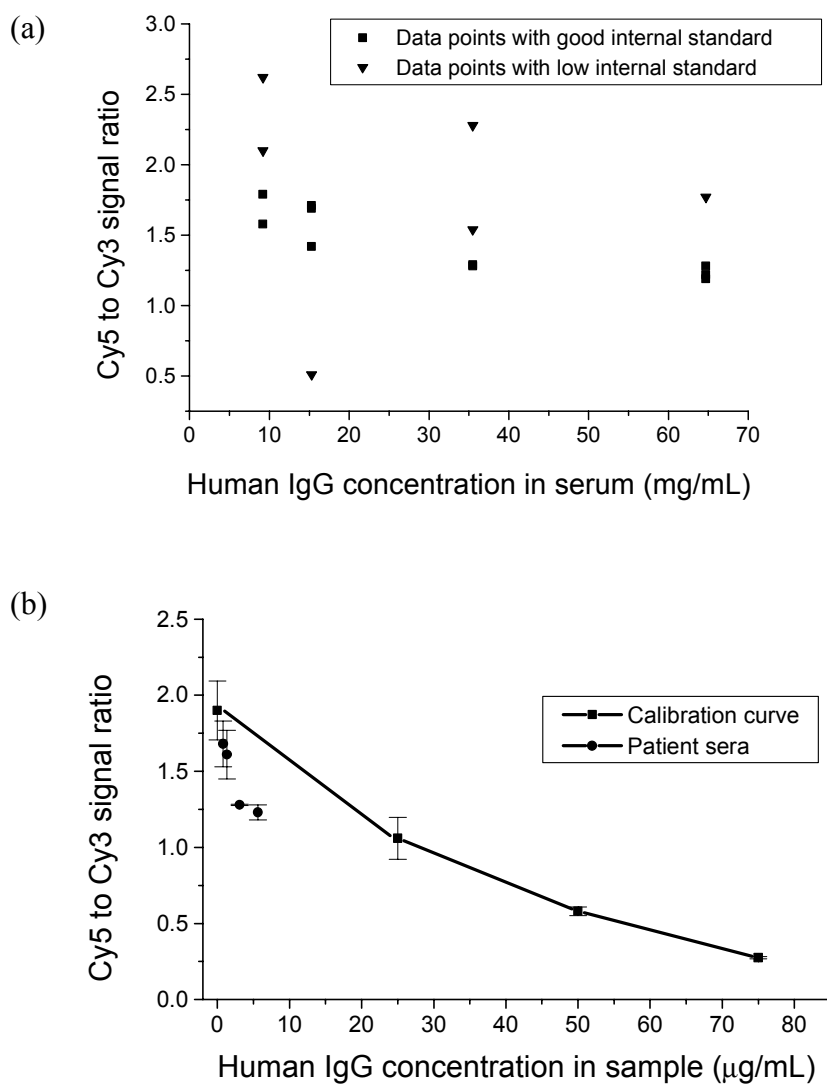 (a)
3.0
Data points with good internal standard
Data points with low internal standard
2.5
2.0
1.5
1.0
0.5
Cy5 to Cy3 signal ratio
0 10 20 30 40 50 60 70
Human IgG concentration in serum (mg/mL)
(b)
2.5
2.0
1.5
1.0
0.5
0.0
Cy5 to Cy3 signal ratio
Calibration curve
Patient sera
0 10 20 30 40 50 60 70 80
Human IgG concentration in sample (μg/mL)